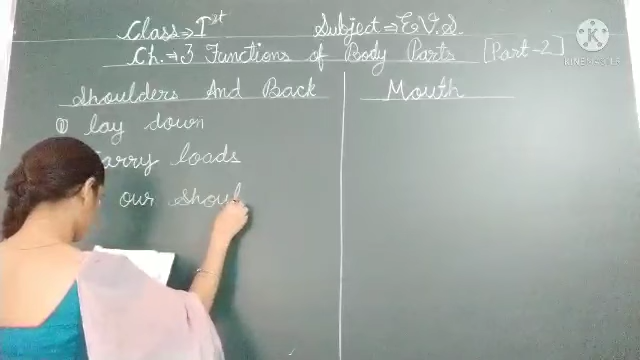 Class ⇒ Ist Subject ⇒ E.V.S.
Ch. ⇒ 3 Functions of Body Parts [Part-2]
KINEMASTER
Shoulders And Back
① lay down
carry loads
our shoul
Mouth